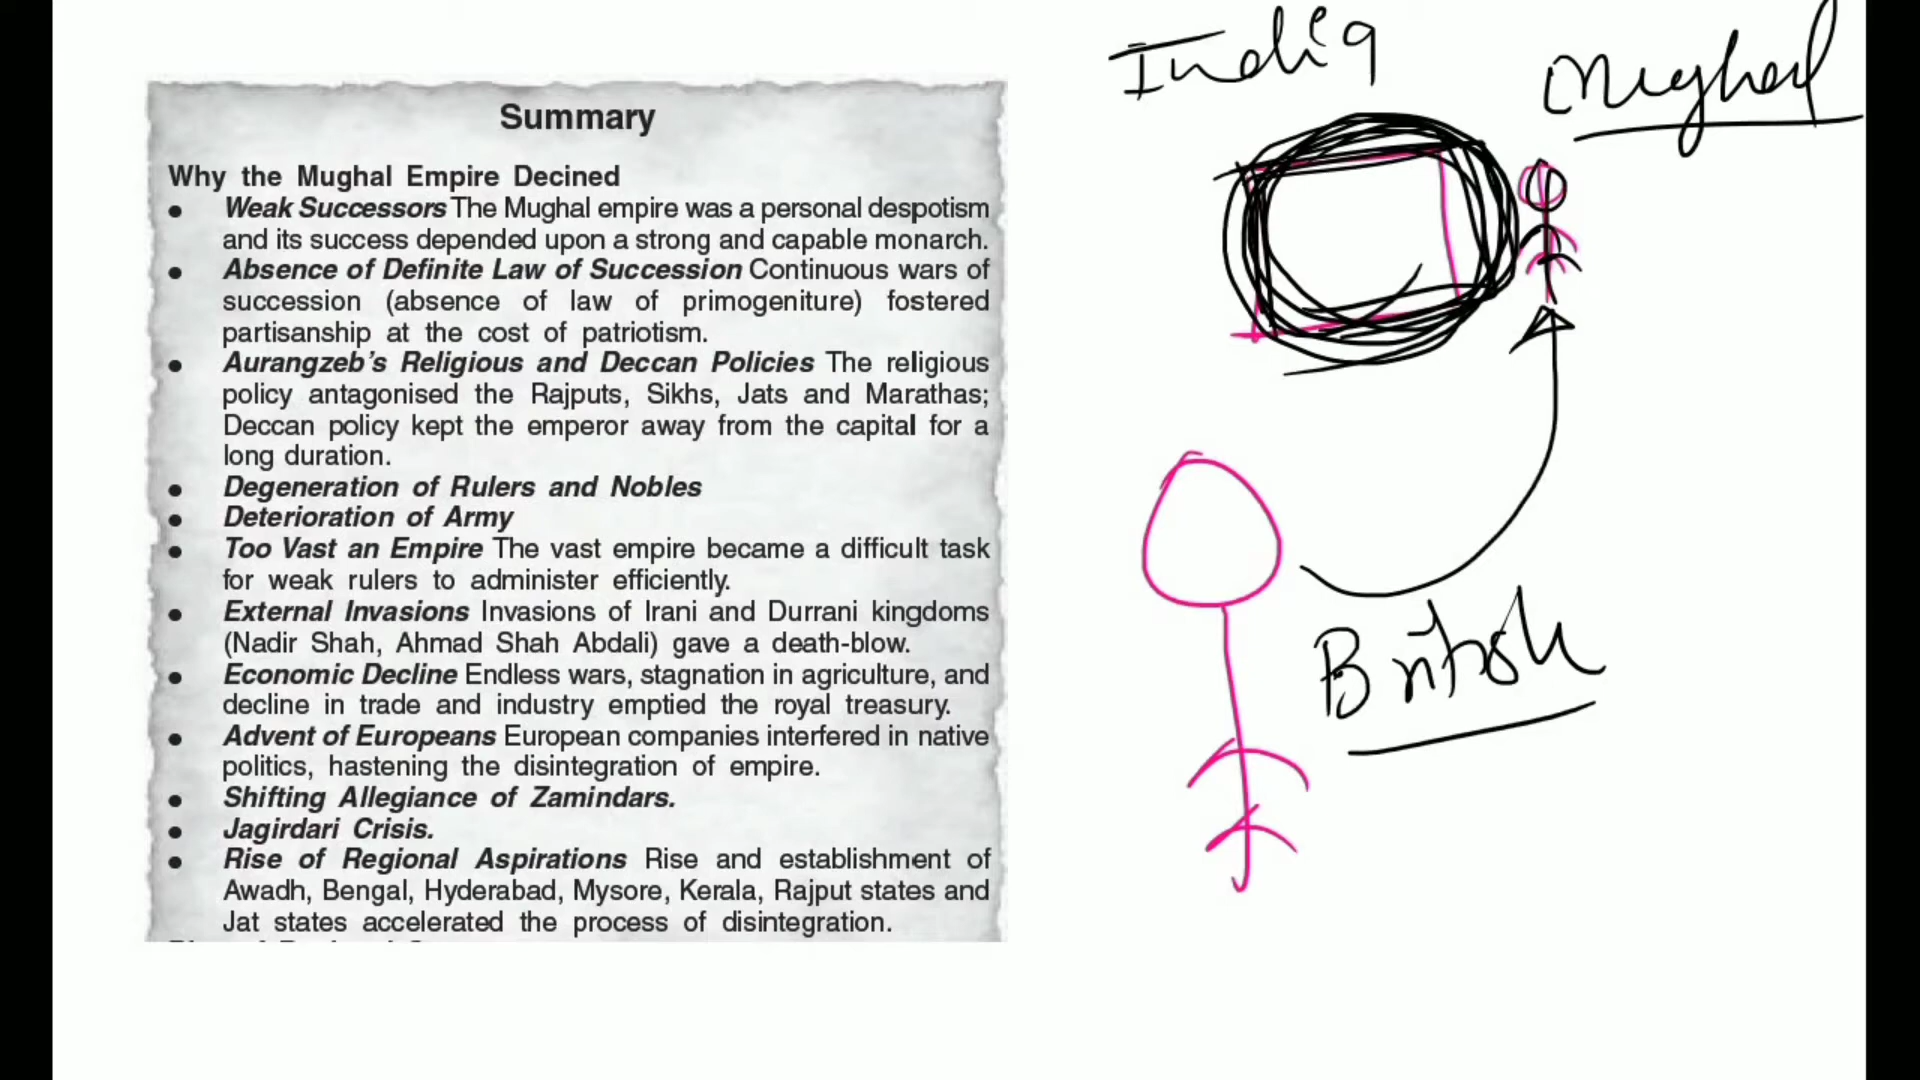 Summary
Why the Mughal Empire Decined
• Weak Successors The Mughal empire was a personal despotism
and its success depended upon a strong and capable monarch.
• Absence of Definite Law of Succession Continuous wars of
succession (absence of law of primogeniture) fostered
partisanship at the cost of patriotism.
• Aurangzeb's Religious and Deccan Policies The religious
policy antagonised the Rajputs, Sikhs, Jats and Marathas;
Deccan policy kept the emperor away from the capital for a
long duration.
• Degeneration of Rulers and Nobles
• Deterioration of Army
• Too Vast an Empire The vast empire became a difficult task
for weak rulers to administer efficiently.
• External Invasions Invasions of Irani and Durrani kingdoms
(Nadir Shah, Ahmad Shah Abdali) gave a death-blow.
• Economic Decline Endless wars, stagnation in agriculture, and
decline in trade and industry emptied the royal treasury.
• Advent of Europeans European companies interfered in native
politics, hastening the disintegration of empire.
• Shifting Allegiance of Zamindars.
• Jagirdari Crisis.
• Rise of Regional Aspirations Rise and establishment of
Awadh, Bengal, Hyderabad, Mysore, Kerala, Rajput states and
Jat states accelerated the process of disintegration.
India
Mughal
British